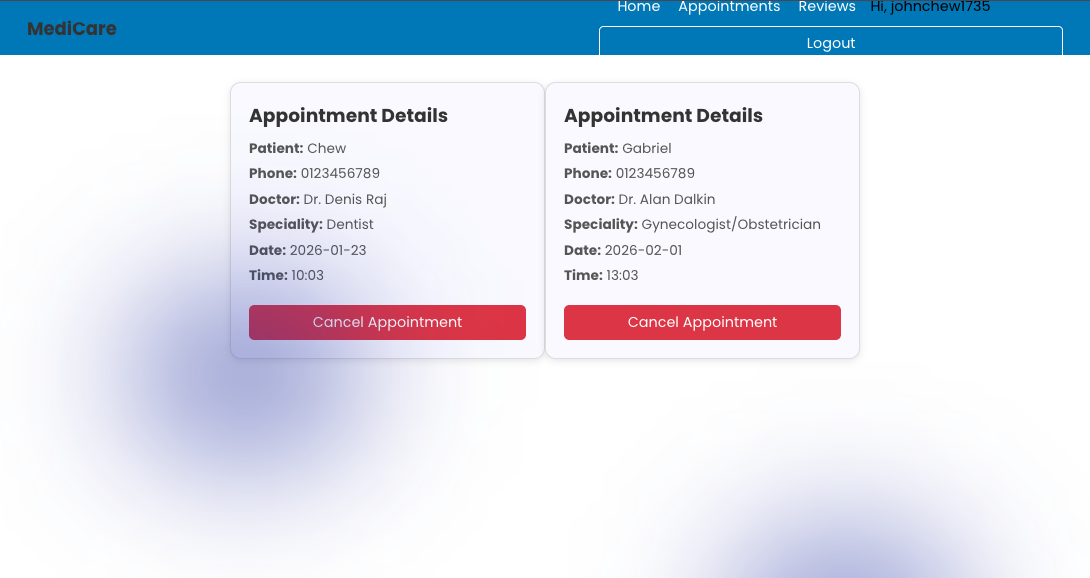 MediCare
Home Appointments Reviews Hi, johnchew1735
Logout
Appointment Details
Patient: Chew
Phone: 0123456789
Doctor: Dr. Denis Raj
Speciality: Dentist
Date: 2026-01-23
Time: 10:03
Cancel Appointment
Appointment Details
Patient: Gabriel
Phone: 0123456789
Doctor: Dr. Alan Dalkin
Speciality: Gynecologist/Obstetrician
Date: 2026-02-01
Time: 13:03
Cancel Appointment